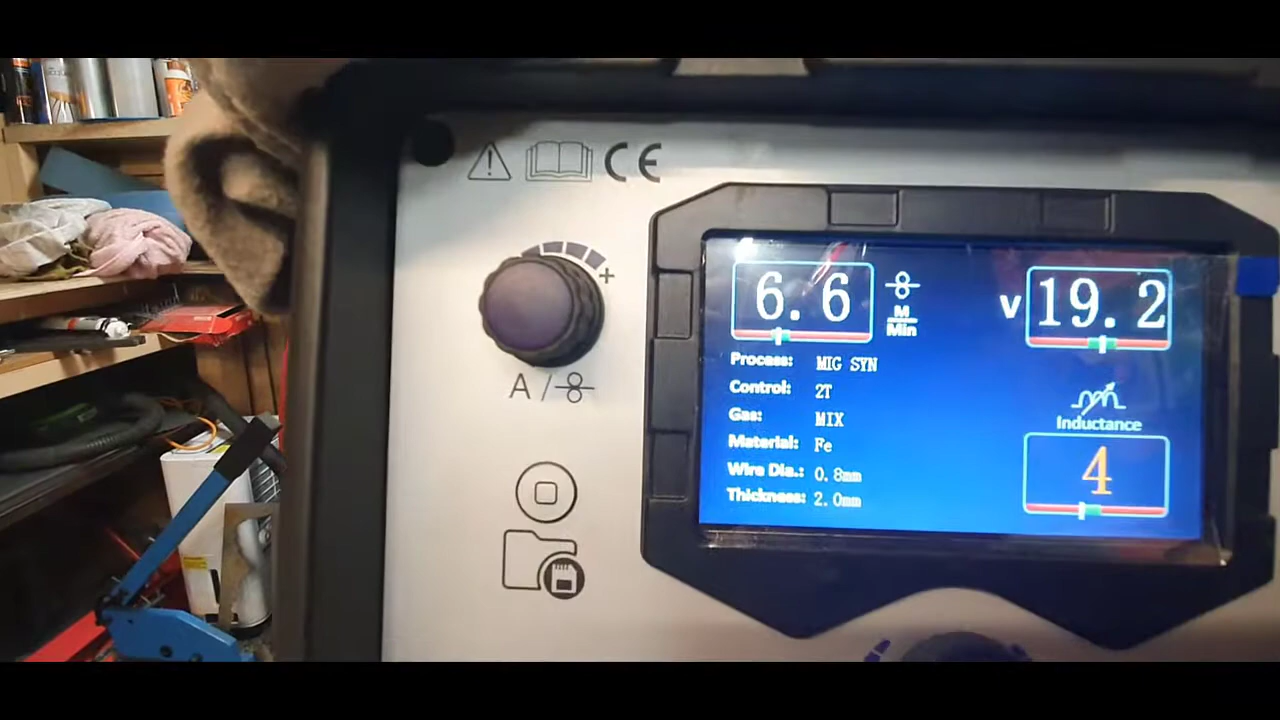 CE
6.6
M
Min
V 19.2
Process: MIG SYN
Control: 2T
Gas: MIX
Material: Fe
Wire Dia.: 0.8mm
Thickness: 2.0mm
Inductance
4
+
A /